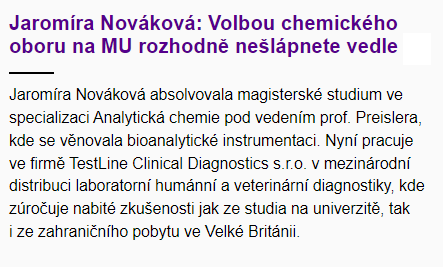 Jaromíra Nováková: Volbou chemického
oboru na MU rozhodně nešlápnete vedle
Jaromíra Nováková absolvovala magisterské studium ve
specializaci Analytická chemie pod vedením prof. Preislera,
kde se věnovala bioanalytické instrumentaci. Nyní pracuje
ve firmě TestLine Clinical Diagnostics s.r.o. v mezinárodní
distribuci laboratorní humánní a veterinární diagnostiky, kde
zúročuje nabité zkušenosti jak ze studia na univerzitě, tak
i ze zahraničního pobytu ve Velké Británii.